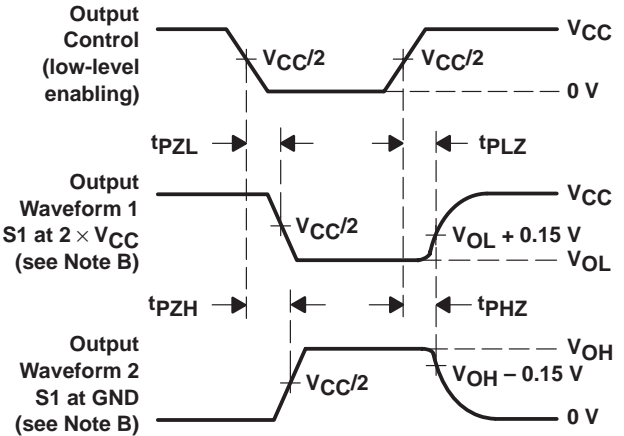 Output
Control
(low-level
enabling)
VCC/2
VCC/2
VCC
0 V
tPZL
tPLZ
Output
Waveform 1
S1 at 2 × VCC
(see Note B)
VCC/2
VCC
VOL + 0.15 V
VOL
tPZH
tPHZ
Output
Waveform 2
S1 at GND
(see Note B)
VCC/2
VOH
VOH – 0.15 V
0 V